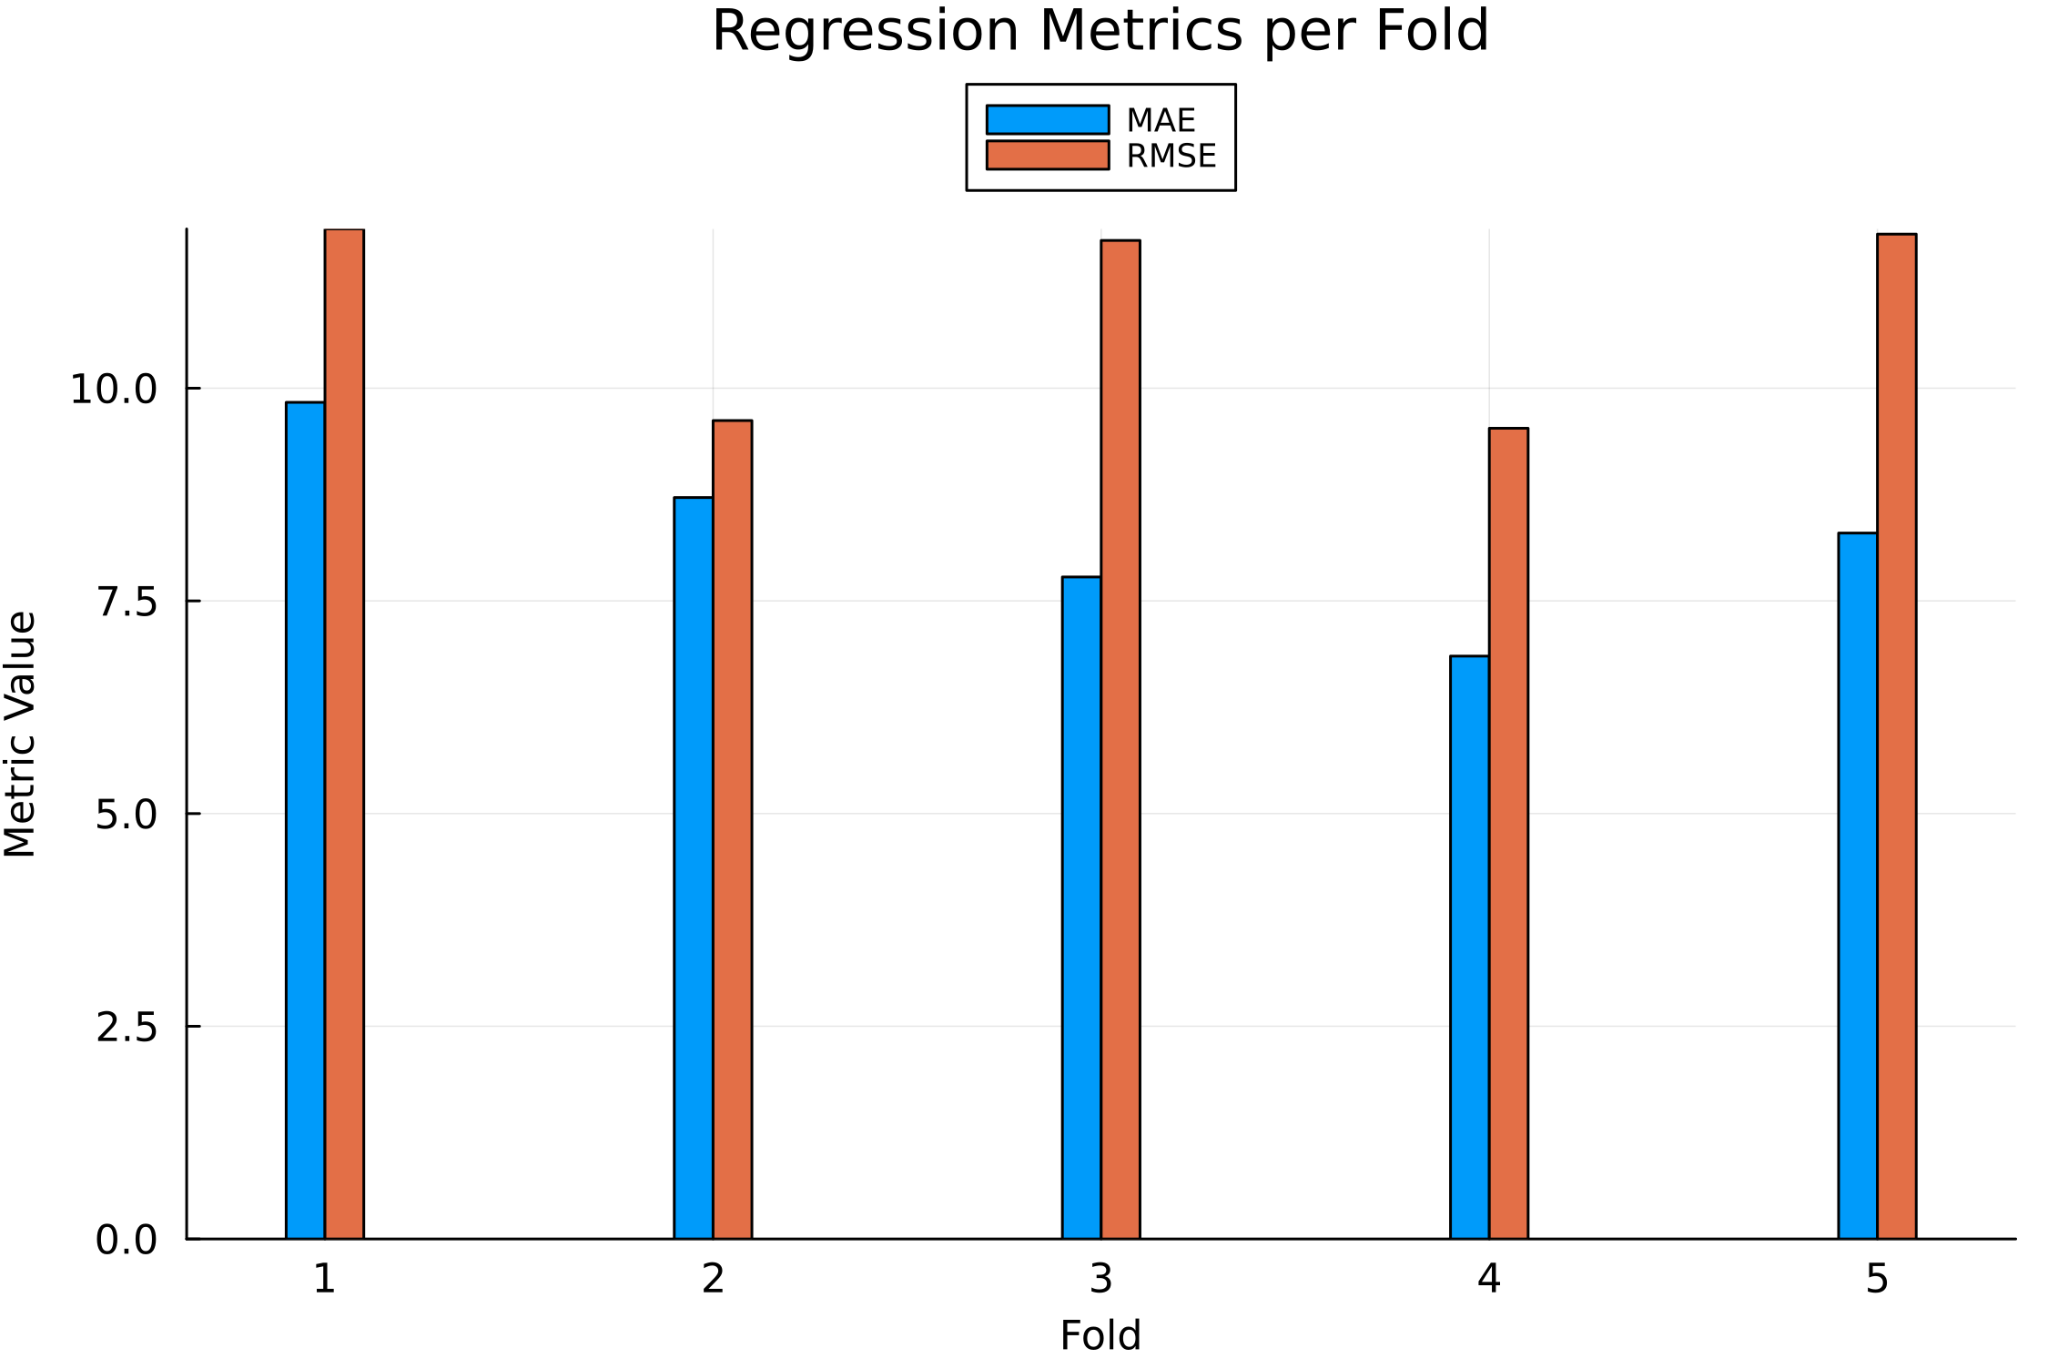 Regression Metrics per Fold
MAE
RMSE
10.0
7.5
5.0
2.5
0.0
Metric Value
1 2 3 4 5
Fold